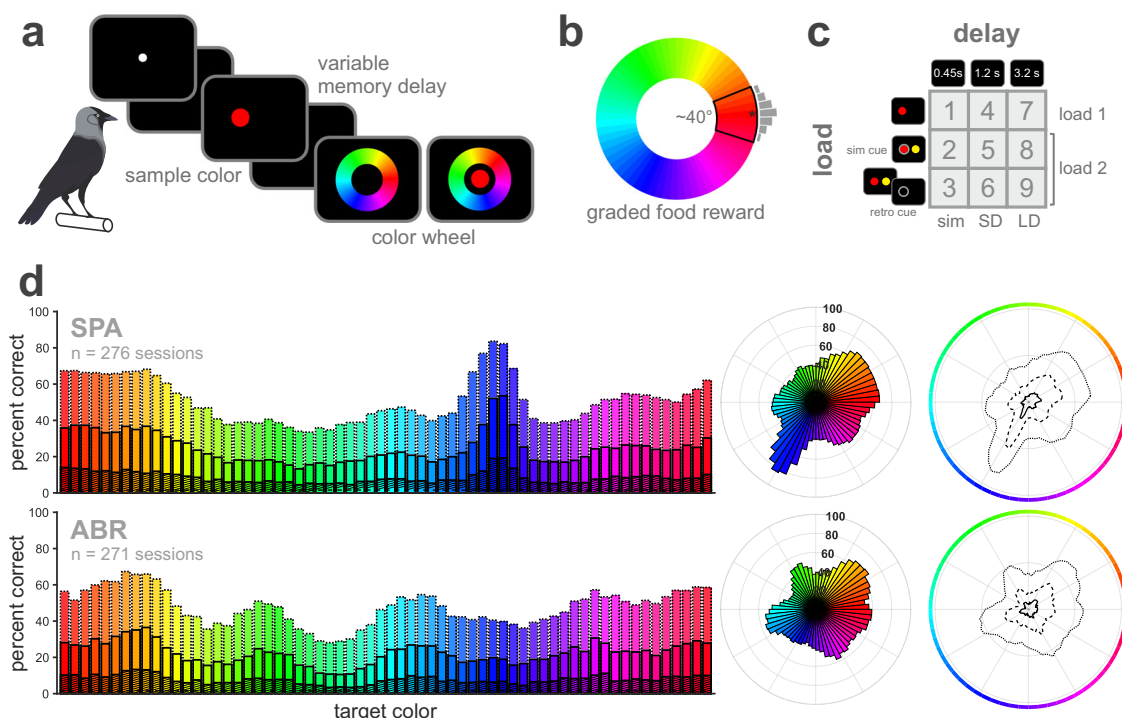 a
variable
memory delay
sample color
color wheel
b
~40°
*
graded food reward
c
delay
0.45s 1.2 s 3.2 s
load
1 4 7 load 1
sim cue 2 5 8
load 2
3 6 9
retro cue
sim SD LD
d
100
80
60
40
20
0
percent correct
SPA
n = 276 sessions
100
80
60
100
80
60
40
20
0
percent correct
ABR
n = 271 sessions
target color
100
80
60